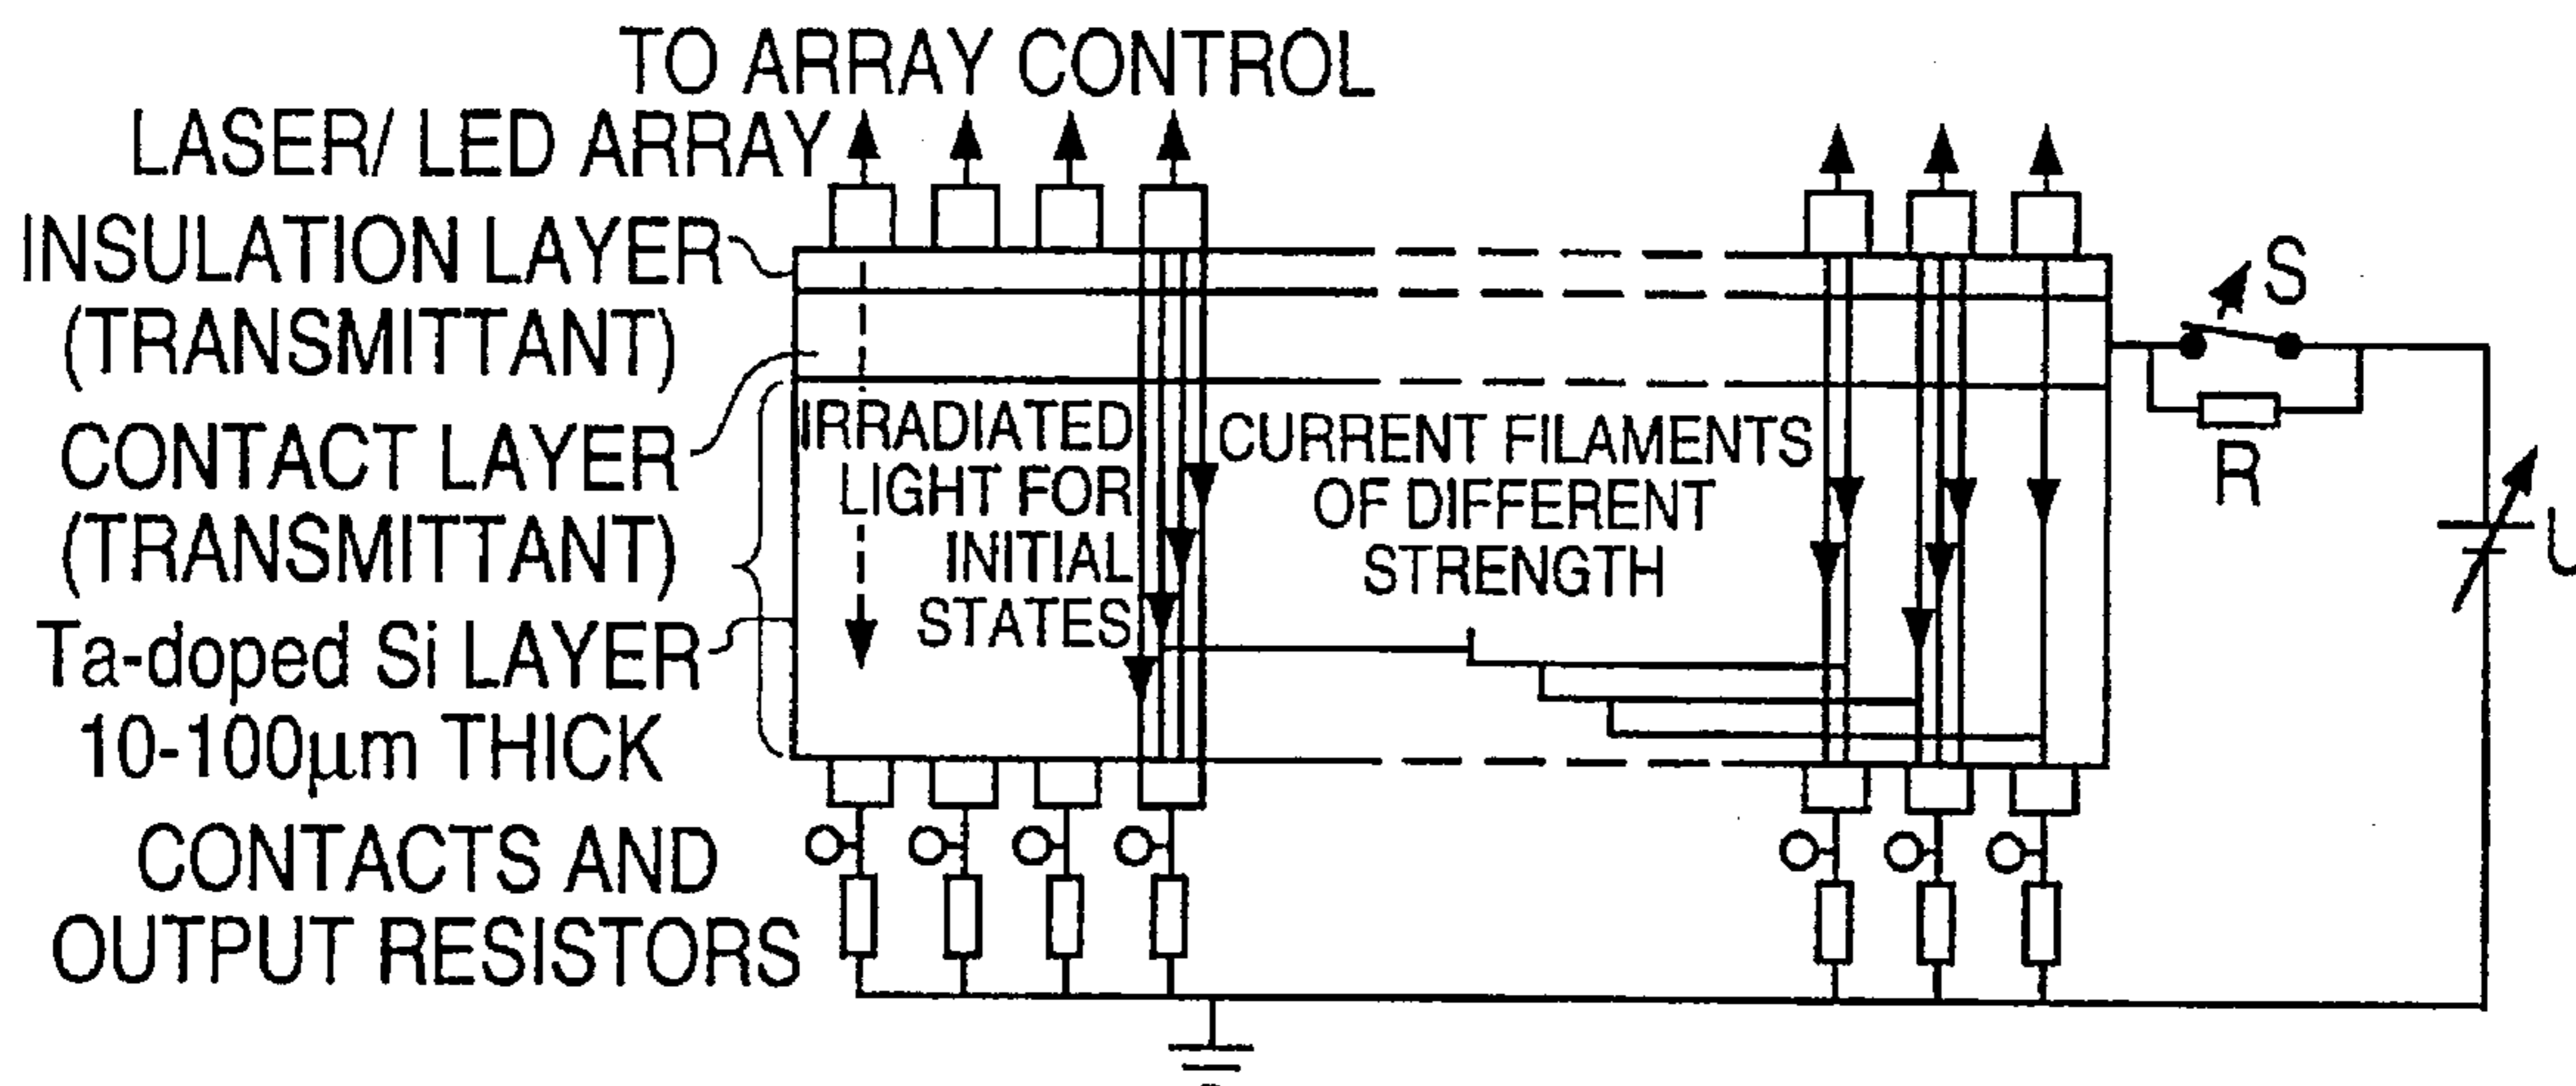 TO ARRAY CONTROL
LASER/ LED ARRAY
INSULATION LAYER
(TRANSMITTANT)
CONTACT LAYER
(TRANSMITTANT)
Ta-doped Si LAYER
10-100μm THICK
CONTACTS AND
OUTPUT RESISTORS
IRRADIATED
LIGHT FOR
INITIAL
STATES
CURRENT FILAMENTS
OF DIFFERENT
STRENGTH
S
R
U